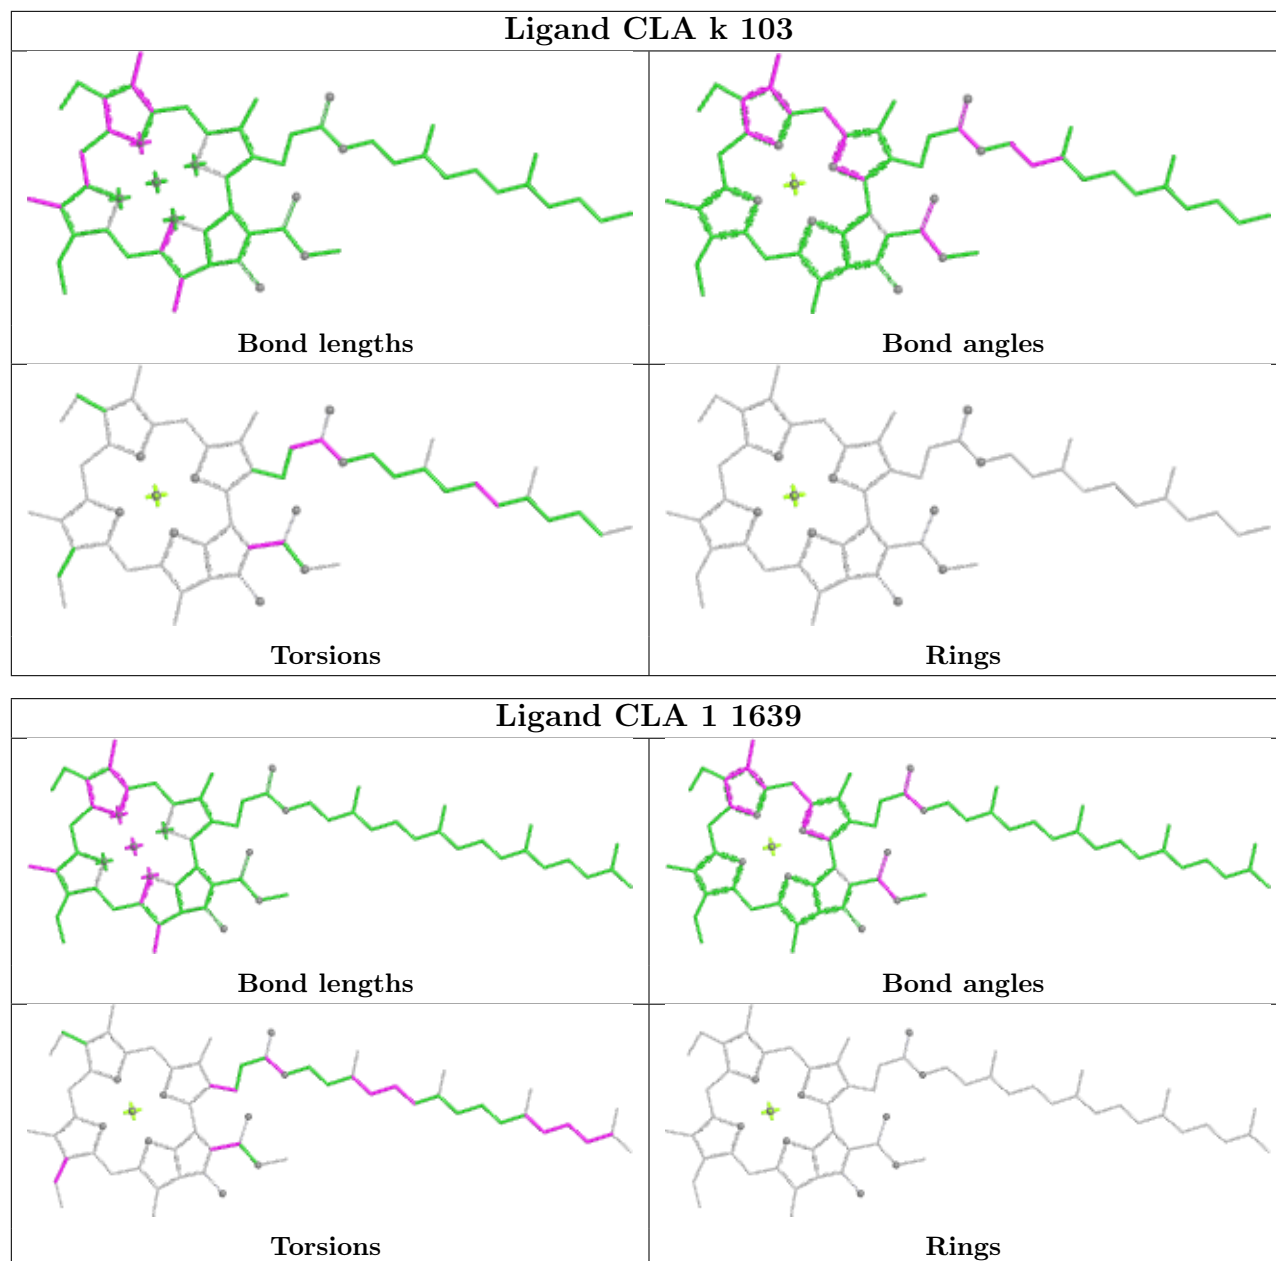 Ligand CLA k 103
Bond lengths
Bond angles
Torsions
Rings
Ligand CLA 1 1639
Bond lengths
Bond angles
Torsions
Rings